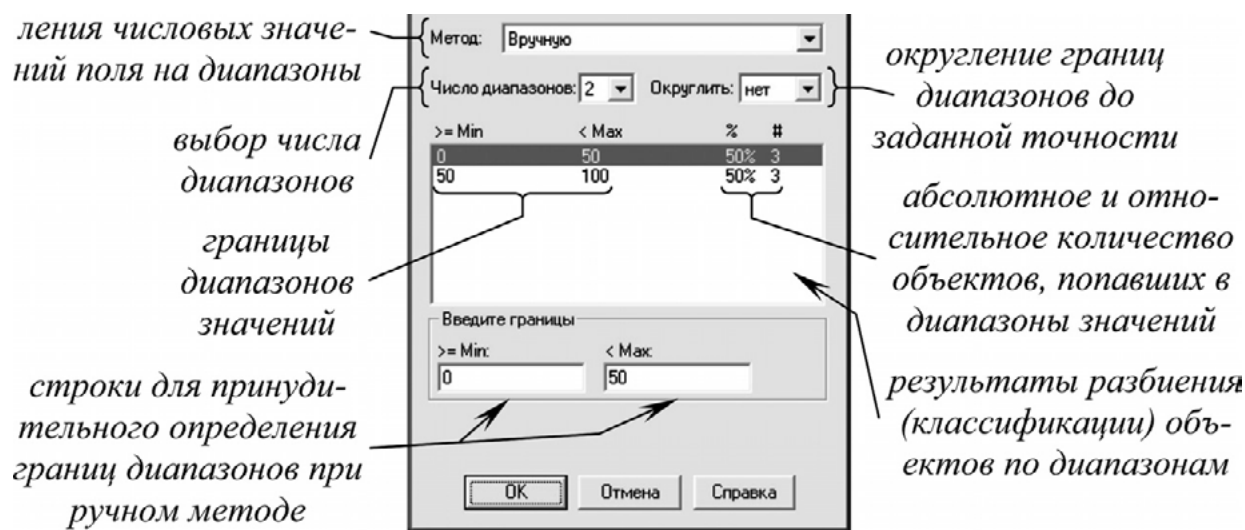 ления числовых значе-
ний поля на диапазоны
выбор числа
диапазонов
границы
диапазонов
значений
строки для принуди-
тельного определения
границ диапазонов при
ручном методе
Метод: Вручную
Число диапазонов: 2 Округлить: нет
>= Min < Max % #
0 50 50% 3
50 100 50% 3
Введите границы
>= Min: < Max:
0 50
OK Отмена Справка
округление границ
диапазонов до
заданной точности
абсолютное и отно-
сительное количество
объектов, попавших в
диапазоны значений
результаты разбиения
(классификации) объ-
ектов по диапазонам